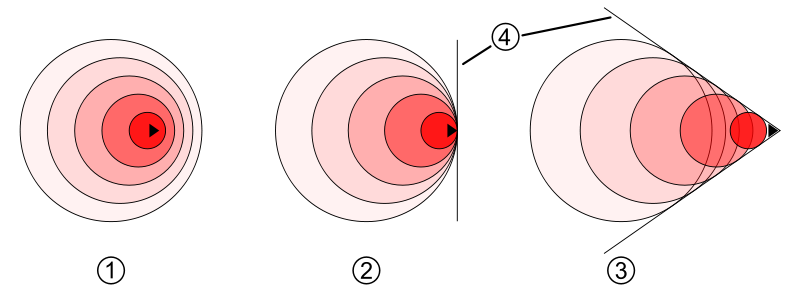 ④
① ② ③